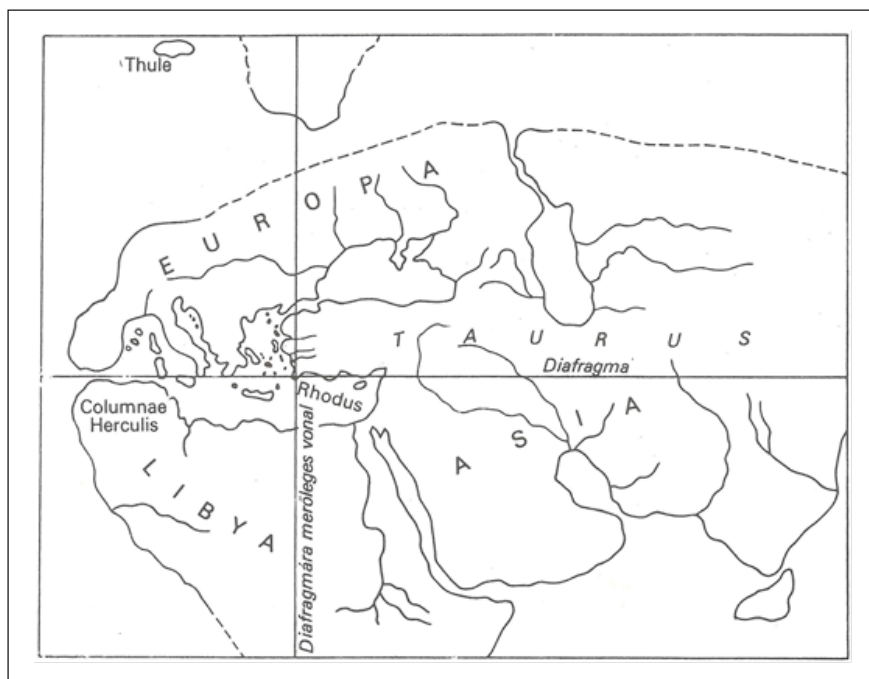 Thule
EUROPA
TAURUS
Diafragma
Rhodus
Columnae
Herculis
ASIA
LIBYA
Diafragmára merőleges vonal